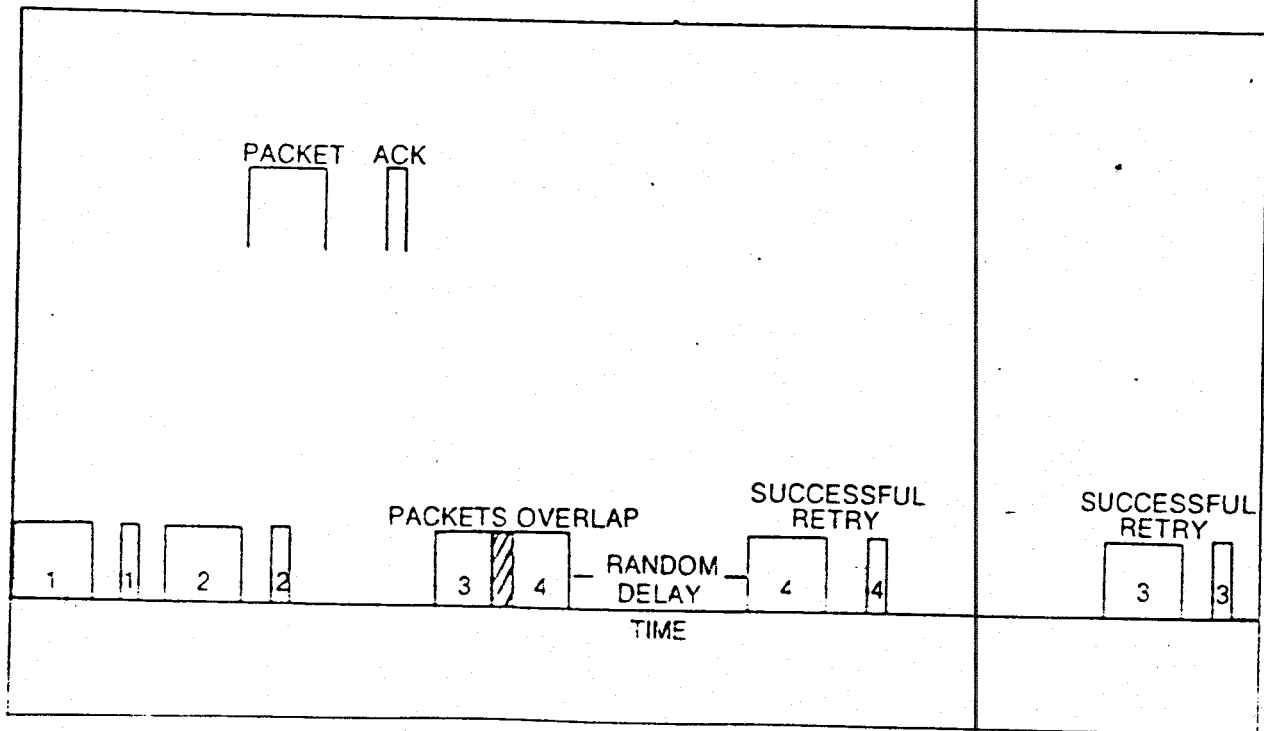 PACKET ACK
PACKETS OVERLAP
SUCCESSFUL
RETRY
SUCCESSFUL
RETRY
1 1 2 2 3 4
RANDOM
DELAY
4 4 3 3
TIME